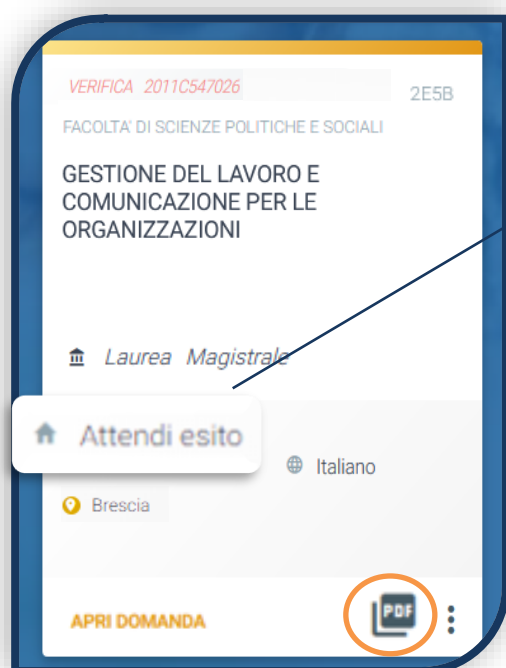 VERIFICA 2011C547026
2E5B
FACOLTA' DI SCIENZE POLITICHE E SOCIALI
GESTIONE DEL LAVORO E
COMUNICAZIONE PER LE
ORGANIZZAZIONI
Laurea Magistrale
Attendi esito
Italiano
Brescia
APRI DOMANDA
PDF